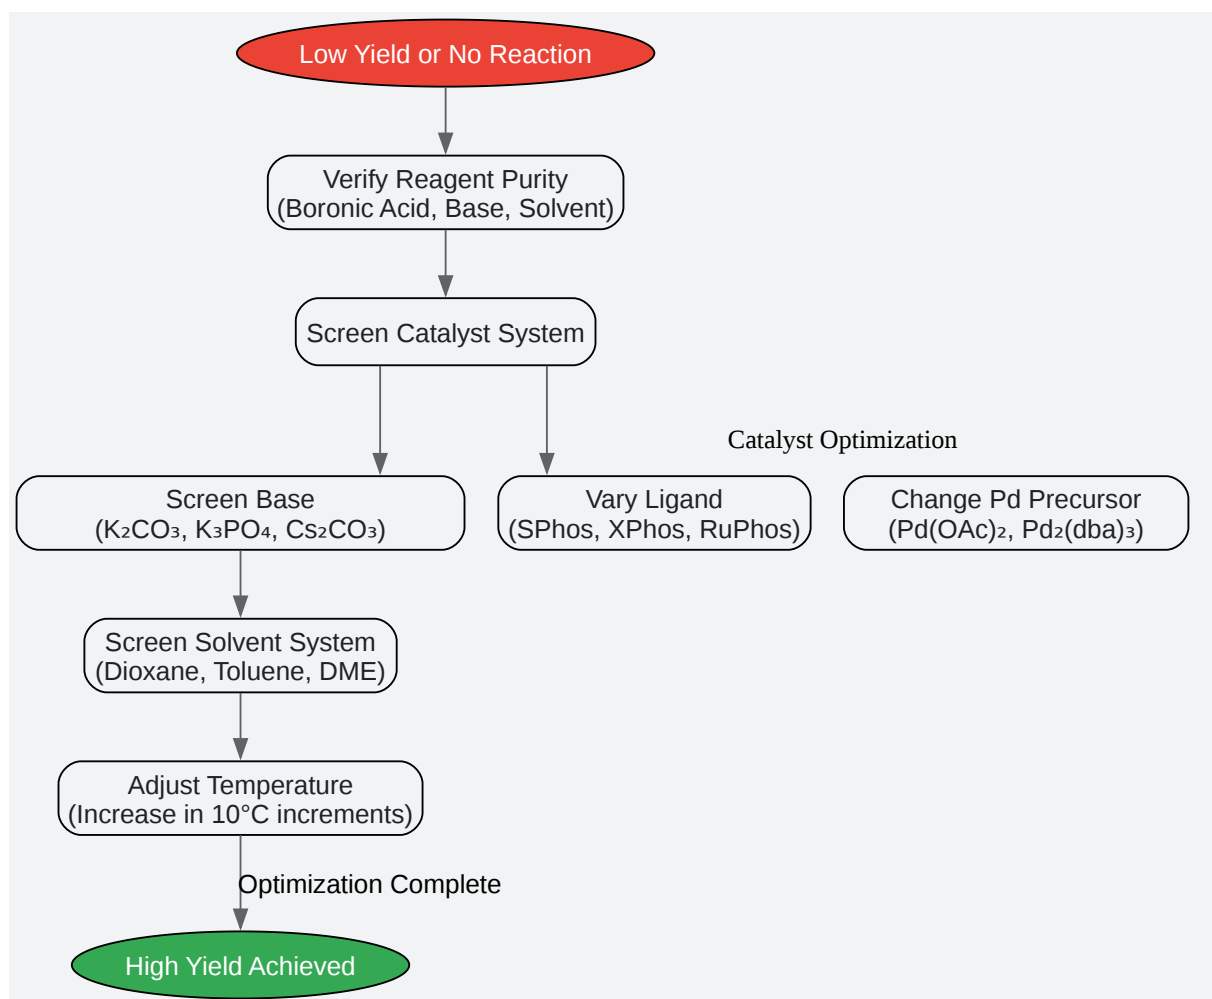 Low Yield or No Reaction
Verify Reagent Purity
(Boronic Acid, Base, Solvent)
Screen Catalyst System
Catalyst Optimization
Screen Base
(K₂CO₃, K₃PO₄, Cs₂CO₃)
Vary Ligand
(SPhos, XPhos, RuPhos)
Change Pd Precursor
(Pd(OAc)₂, Pd₂(dba)₃)
Screen Solvent System
(Dioxane, Toluene, DME)
Adjust Temperature
(Increase in 10°C increments)
Optimization Complete
High Yield Achieved